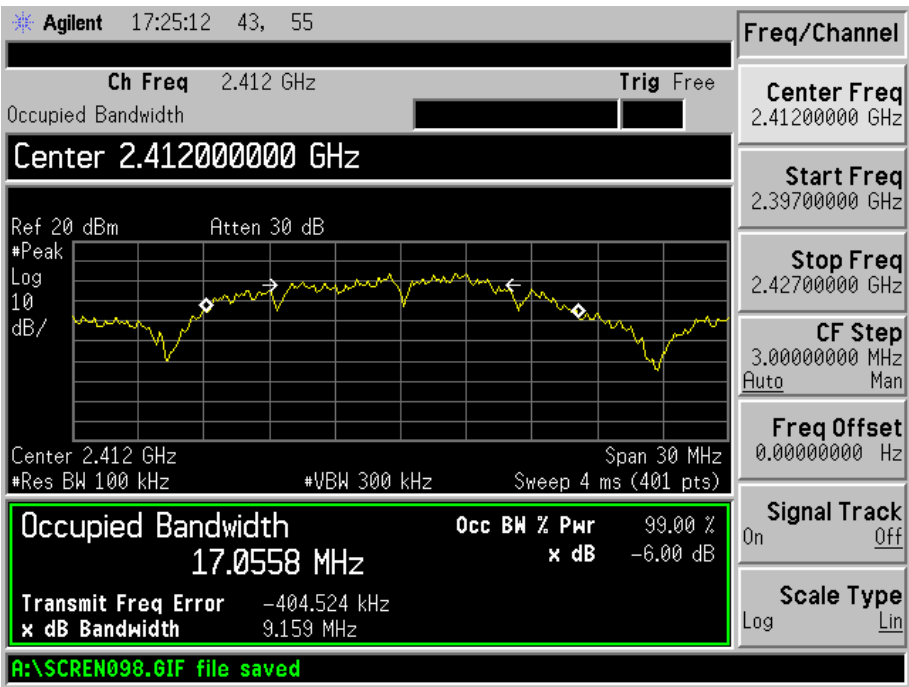 Agilent 17:25:12 43, 55
Ch Freq 2.412 GHz Trig Free
Occupied Bandwidth
Center 2.412000000 GHz
Ref 20 dBm Atten 30 dB
#Peak
Log
10
dB/
Center 2.412 GHz Span 30 MHz
#Res BW 100 kHz #VBW 300 kHz Sweep 4 ms (401 pts)
Occupied Bandwidth Occ BW % Pwr 99.00 %
17.0558 MHz x dB -6.00 dB
Transmit Freq Error -404.524 kHz
x dB Bandwidth 9.159 MHz
A:\SCREN098.GIF file saved
Freq/Channel
Center Freq
2.41200000 GHz
Start Freq
2.39700000 GHz
Stop Freq
2.42700000 GHz
CF Step
3.00000000 MHz
Auto Man
Freq Offset
0.00000000 Hz
Signal Track
On Off
Scale Type
Log Lin